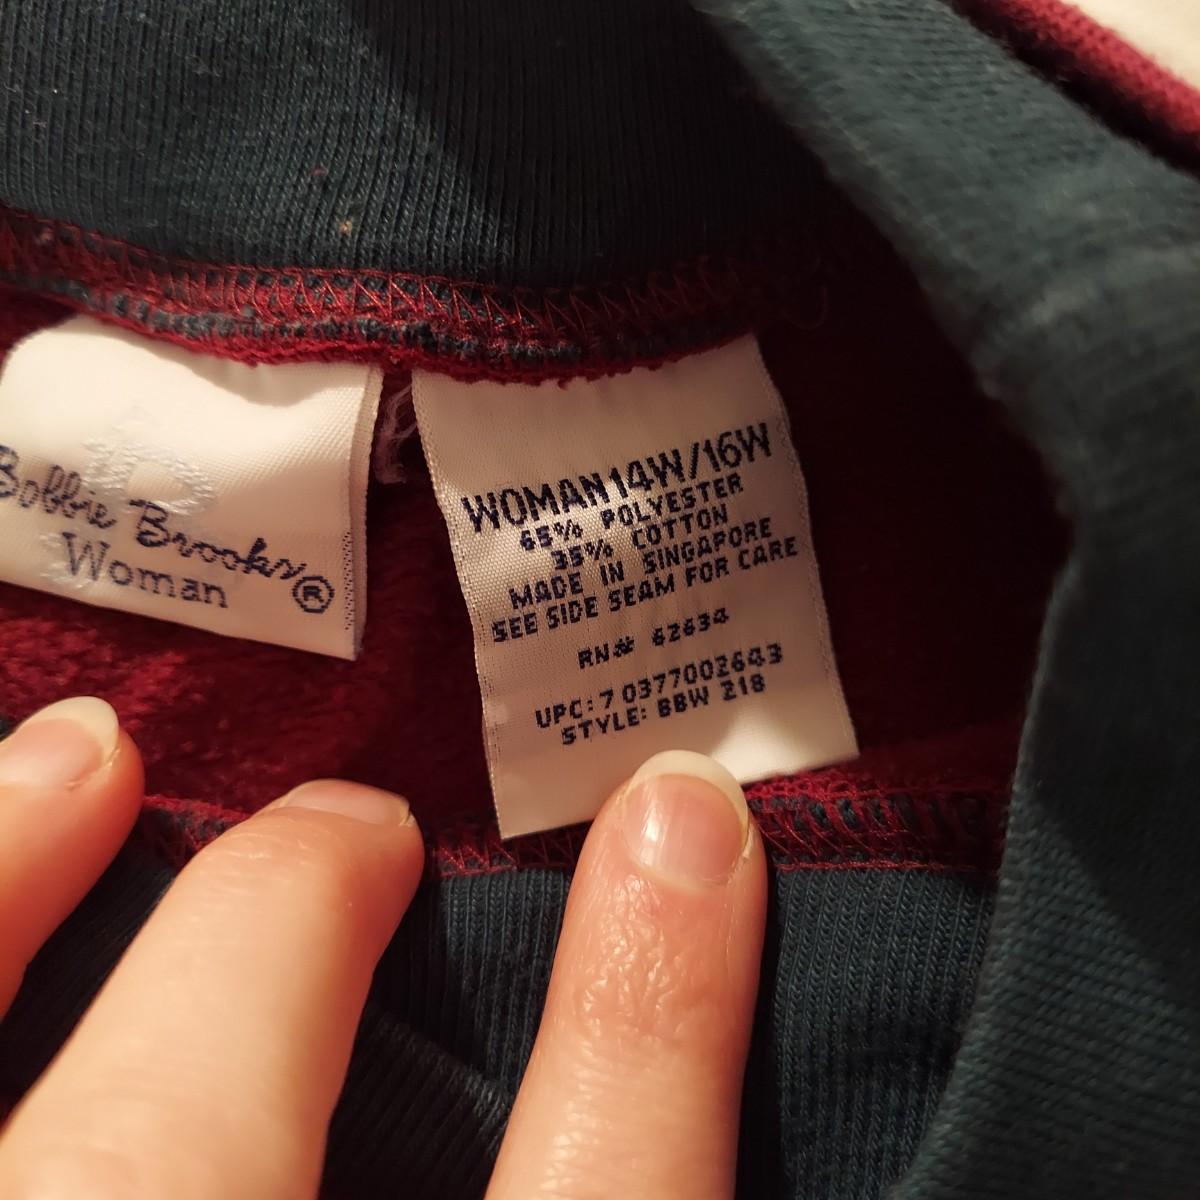 Bobbie Brooks
Woman ®
WOMAN 14W/16W
65% POLYESTER
35% COTTON
MADE IN SINGAPORE
SEE SIDE SEAM FOR CARE
RN# 62634
UPC: 7 0377002643
STYLE: BBW 218